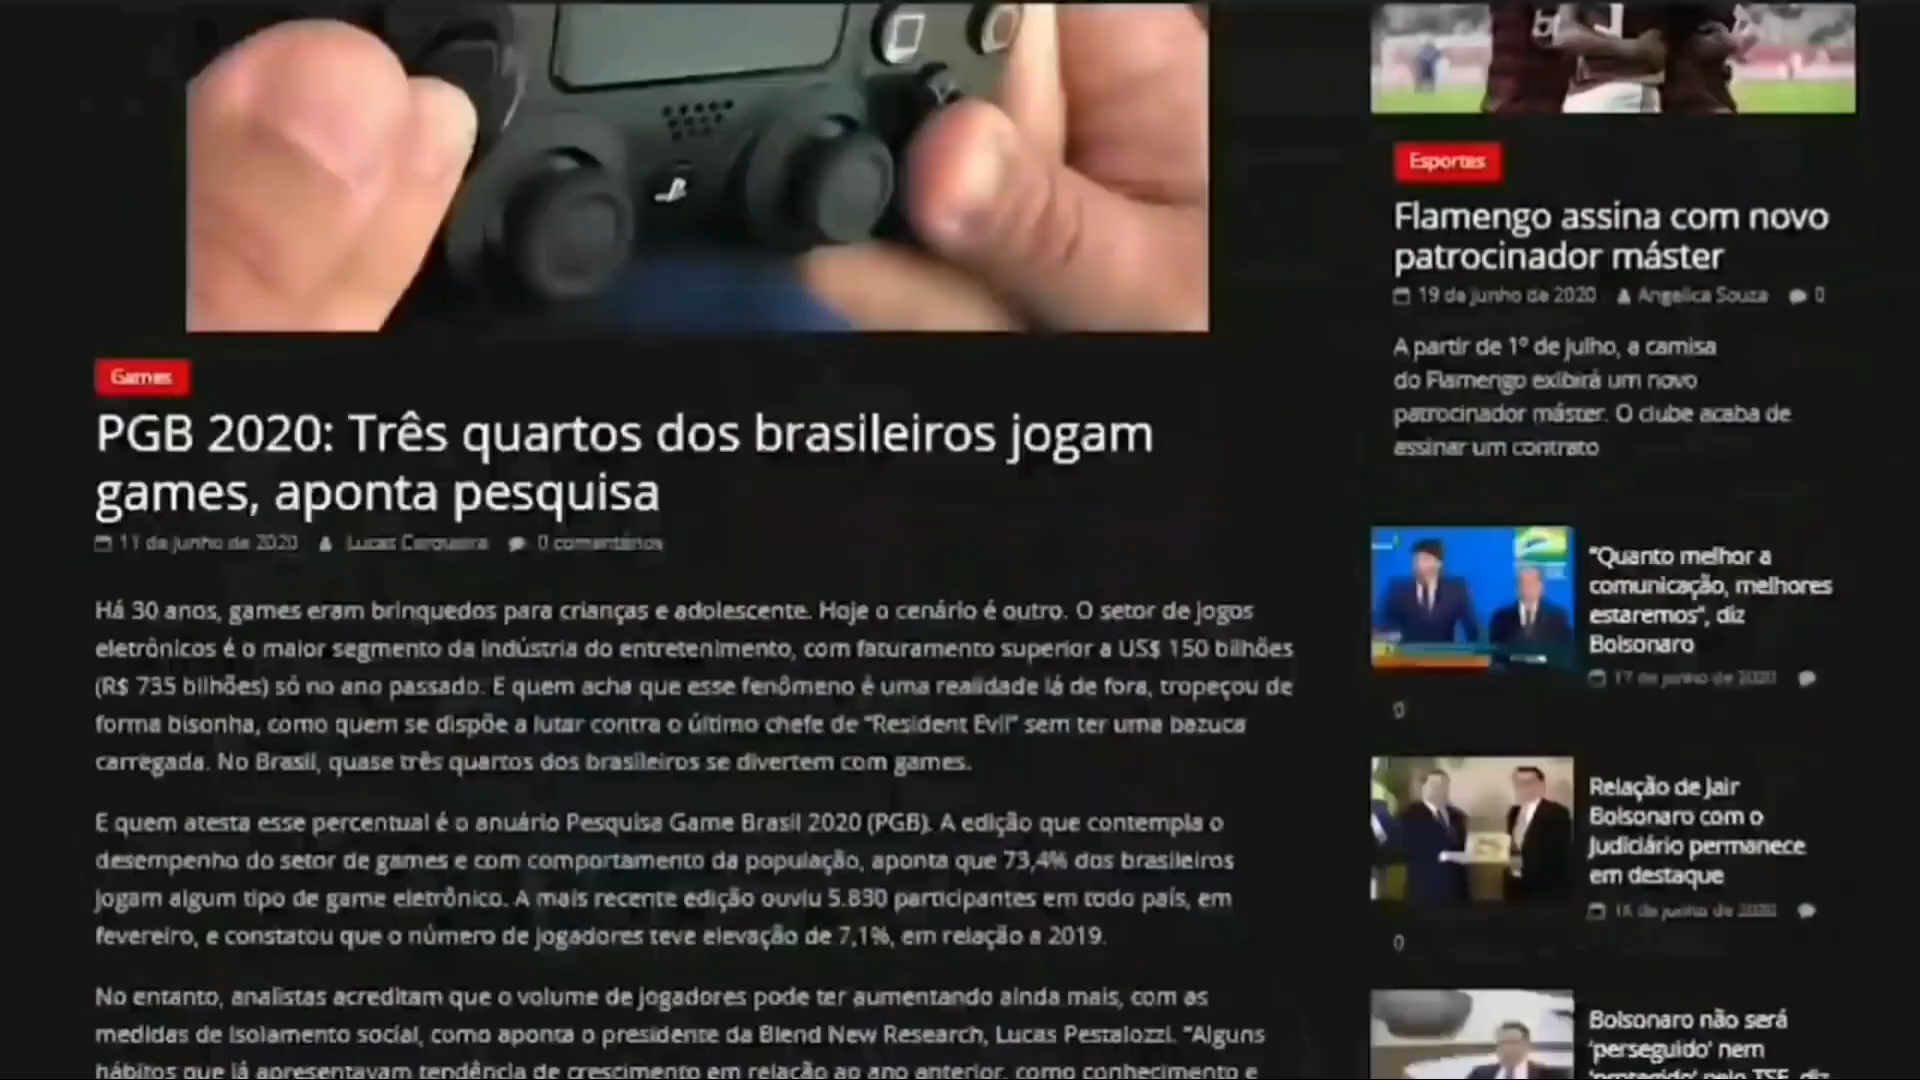 Games
PGB 2020: Três quartos dos brasileiros jogam
games, aponta pesquisa
11 de junho de 2020 Lucas Cerqueira 0 comentários
Há 30 anos, games eram brinquedos para crianças e adolescente. Hoje o cenário é outro. O setor de jogos
eletrônicos é o maior segmento da indústria do entretenimento, com faturamento superior a US$ 150 bilhões
(R$ 735 bilhões) só no ano passado. E quem acha que esse fenômeno é uma realidade lá de fora, tropeçou de
forma bisonha, como quem se dispõe a lutar contra o último chefe de "Resident Evil" sem ter uma bazuca
carregada. No Brasil, quase três quartos dos brasileiros se divertem com games.
E quem atesta esse percentual é o anuário Pesquisa Game Brasil 2020 (PGB). A edição que contempla o
desempenho do setor de games e com comportamento da população, aponta que 73,4% dos brasileiros
jogam algum tipo de game eletrônico. A mais recente edição ouviu 5.830 participantes em todo país, em
fevereiro, e constatou que o número de jogadores teve elevação de 7,1%, em relação a 2019.
No entanto, analistas acreditam que o volume de jogadores pode ter aumentando ainda mais, com as
medidas de isolamento social, como aponta o presidente da Blend New Research, Lucas Pestalozzi. "Alguns
hábitos que já apresentavam tendência de crescimento em relação ao ano anterior, como conhecimento e
Esportes
Flamengo assina com novo
patrocinador máster
19 de junho de 2020 Angelica Souza 0
A partir de 1º de julho, a camisa
do Flamengo exibirá um novo
patrocinador máster. O clube acaba de
assinar um contrato
"Quanto melhor a
comunicação, melhores
estaremos", diz
Bolsonaro
17 de junho de 2020
0
Relação de Jair
Bolsonaro com o
Judiciário permanece
em destaque
16 de junho de 2020
0
Bolsonaro não será
'perseguido' nem
'protegido' pelo TSE, diz